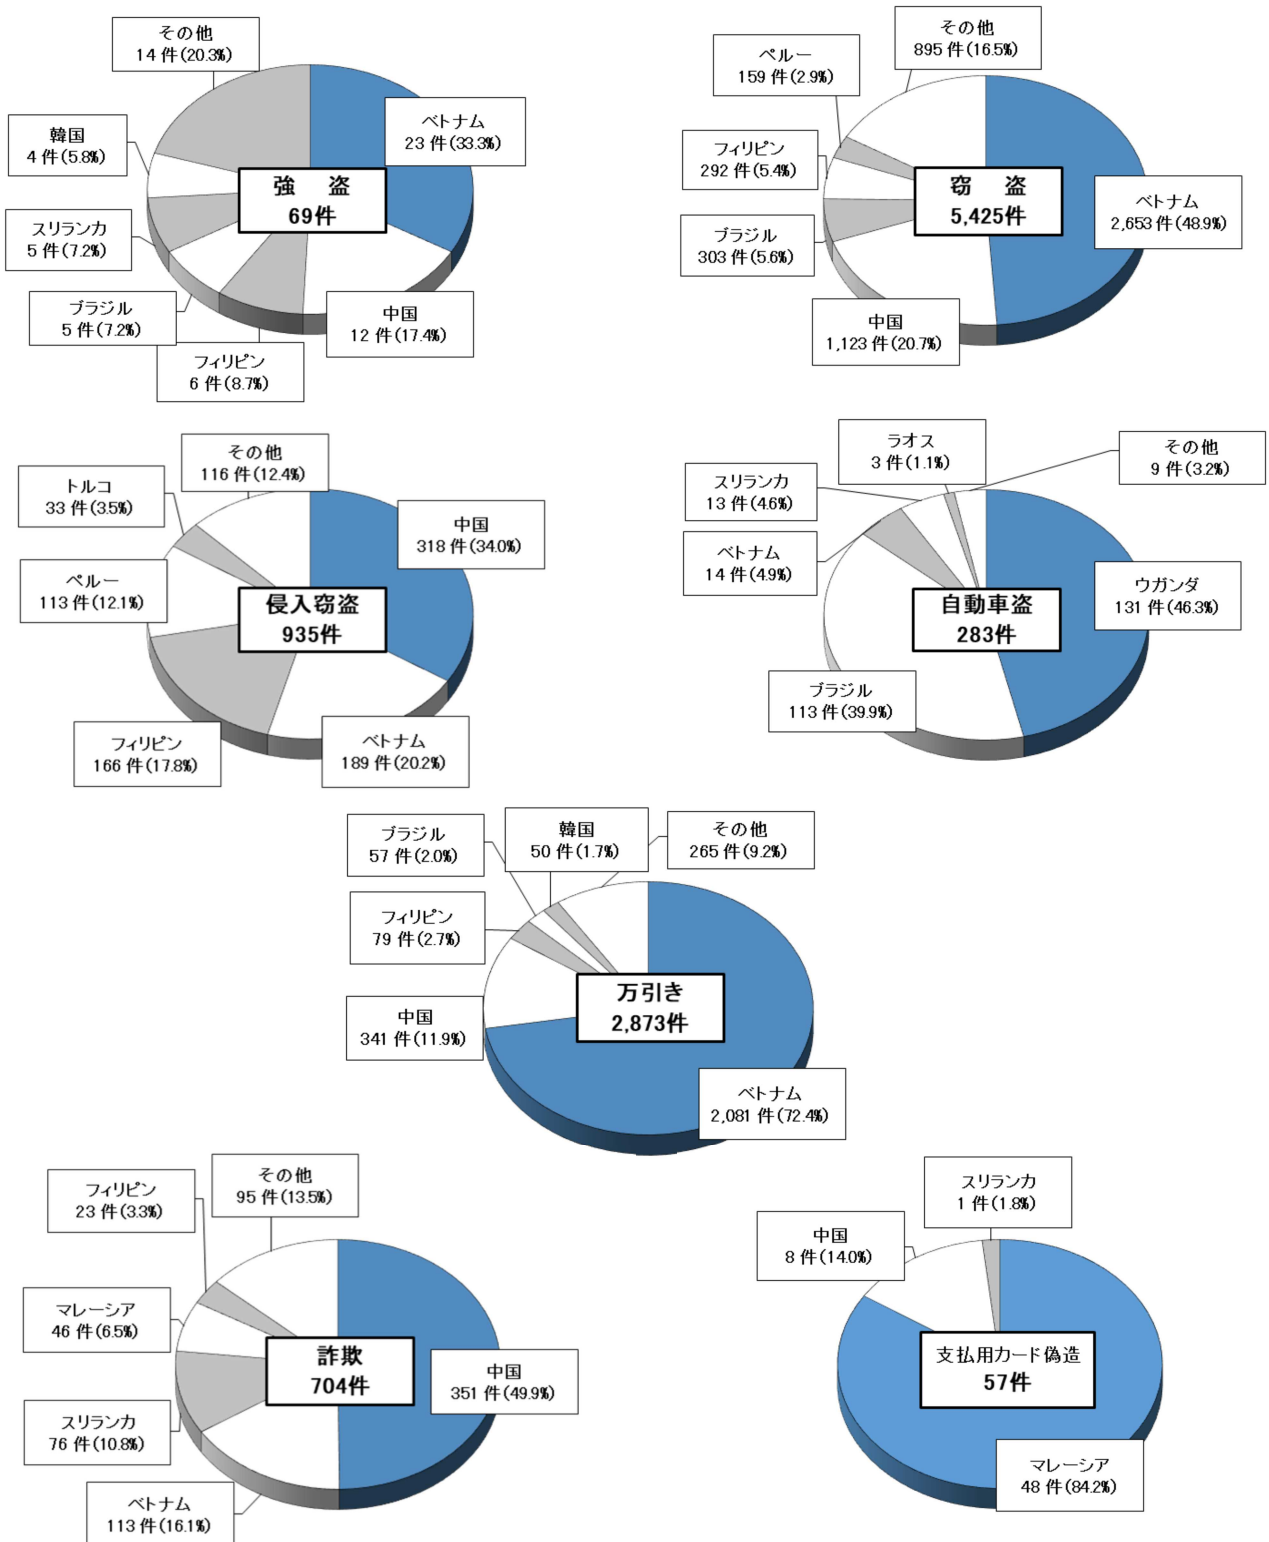 その他
14 件(20.3%)
ベトナム
23 件(33.3%)
韓国
4 件(5.8%)
強　盗
69件
スリランカ
5 件(7.2%)
ブラジル
5 件(7.2%)
中国
12 件(17.4%)
フィリピン
6 件(8.7%)
その他
895 件(16.5%)
ペルー
159 件(2.9%)
フィリピン
292 件(5.4%)
窃　盗
5,425件
ベトナム
2,653 件(48.9%)
ブラジル
303 件(5.6%)
中国
1,123 件(20.7%)
その他
116 件(12.4%)
トルコ
33 件(3.5%)
中国
318 件(34.0%)
ペルー
113 件(12.1%)
侵入窃盗
935件
フィリピン
166 件(17.8%)
ベトナム
189 件(20.2%)
ラオス
3 件(1.1%)
その他
9 件(3.2%)
スリランカ
13 件(4.6%)
ベトナム
14 件(4.9%)
ウガンダ
131 件(46.3%)
自動車盗
283件
ブラジル
113 件(39.9%)
ブラジル
57 件(2.0%)
韓国
50 件(1.7%)
その他
265 件(9.2%)
フィリピン
79 件(2.7%)
万引き
2,873件
中国
341 件(11.9%)
ベトナム
2,081 件(72.4%)
その他
95 件(13.5%)
フィリピン
23 件(3.3%)
マレーシア
46 件(6.5%)
詐欺
704件
中国
351 件(49.9%)
スリランカ
76 件(10.8%)
ベトナム
113 件(16.1%)
スリランカ
1 件(1.8%)
中国
8 件(14.0%)
支払用カード偽造
57件
マレーシア
48 件(84.2%)